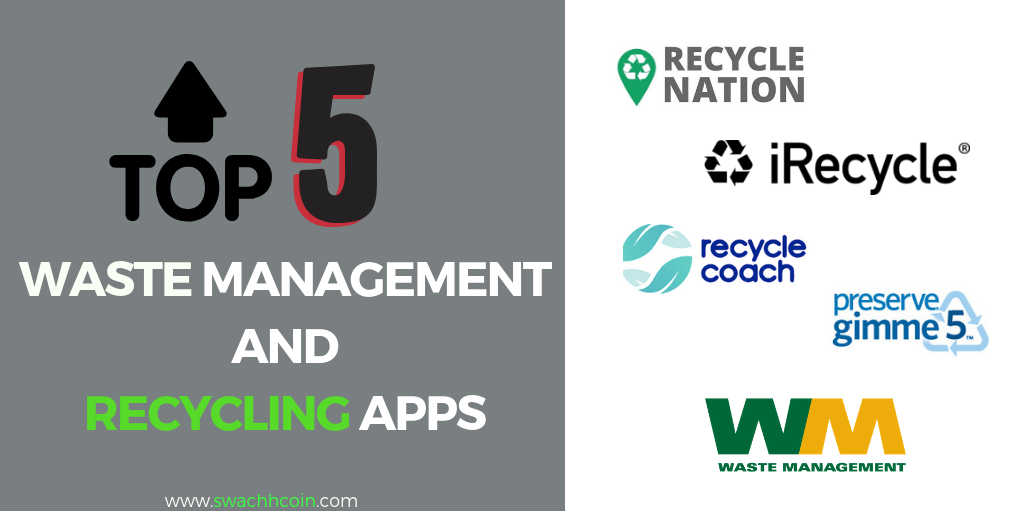 TOP 5
WASTE MANAGEMENT
AND
RECYCLING APPS
www.swachhcoin.com
RECYCLE
NATION
iRecycle®
recycle
coach
preserve
gimme 5™
WM
WASTE MANAGEMENT